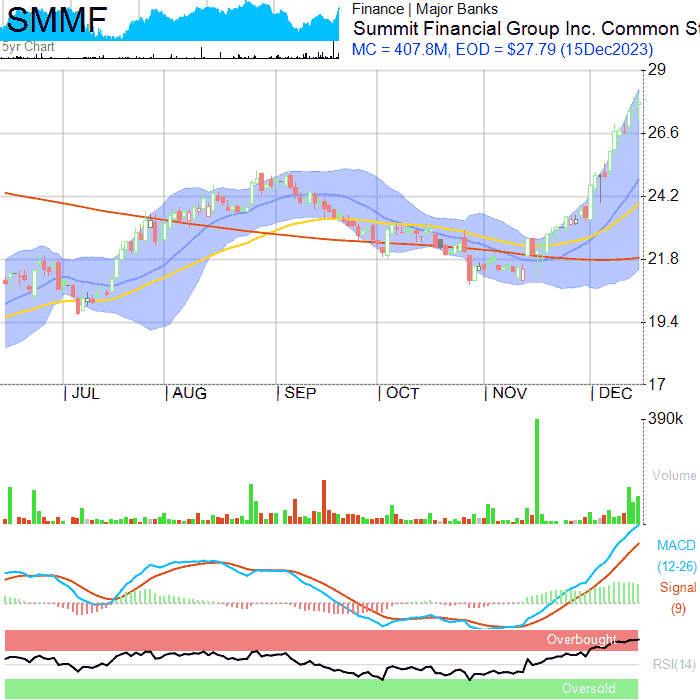 SMMF
5yr Chart
Finance | Major Banks
Summit Financial Group Inc. Common St
MC = 407.8M, EOD = $27.79 (15Dec2023)
29
26.6
24.2
21.8
19.4
17
JUL
AUG
SEP
OCT
NOV
DEC
390k
Volume
MACD
(12-26)
Signal
(9)
Overbought
RSI(14)
Oversold